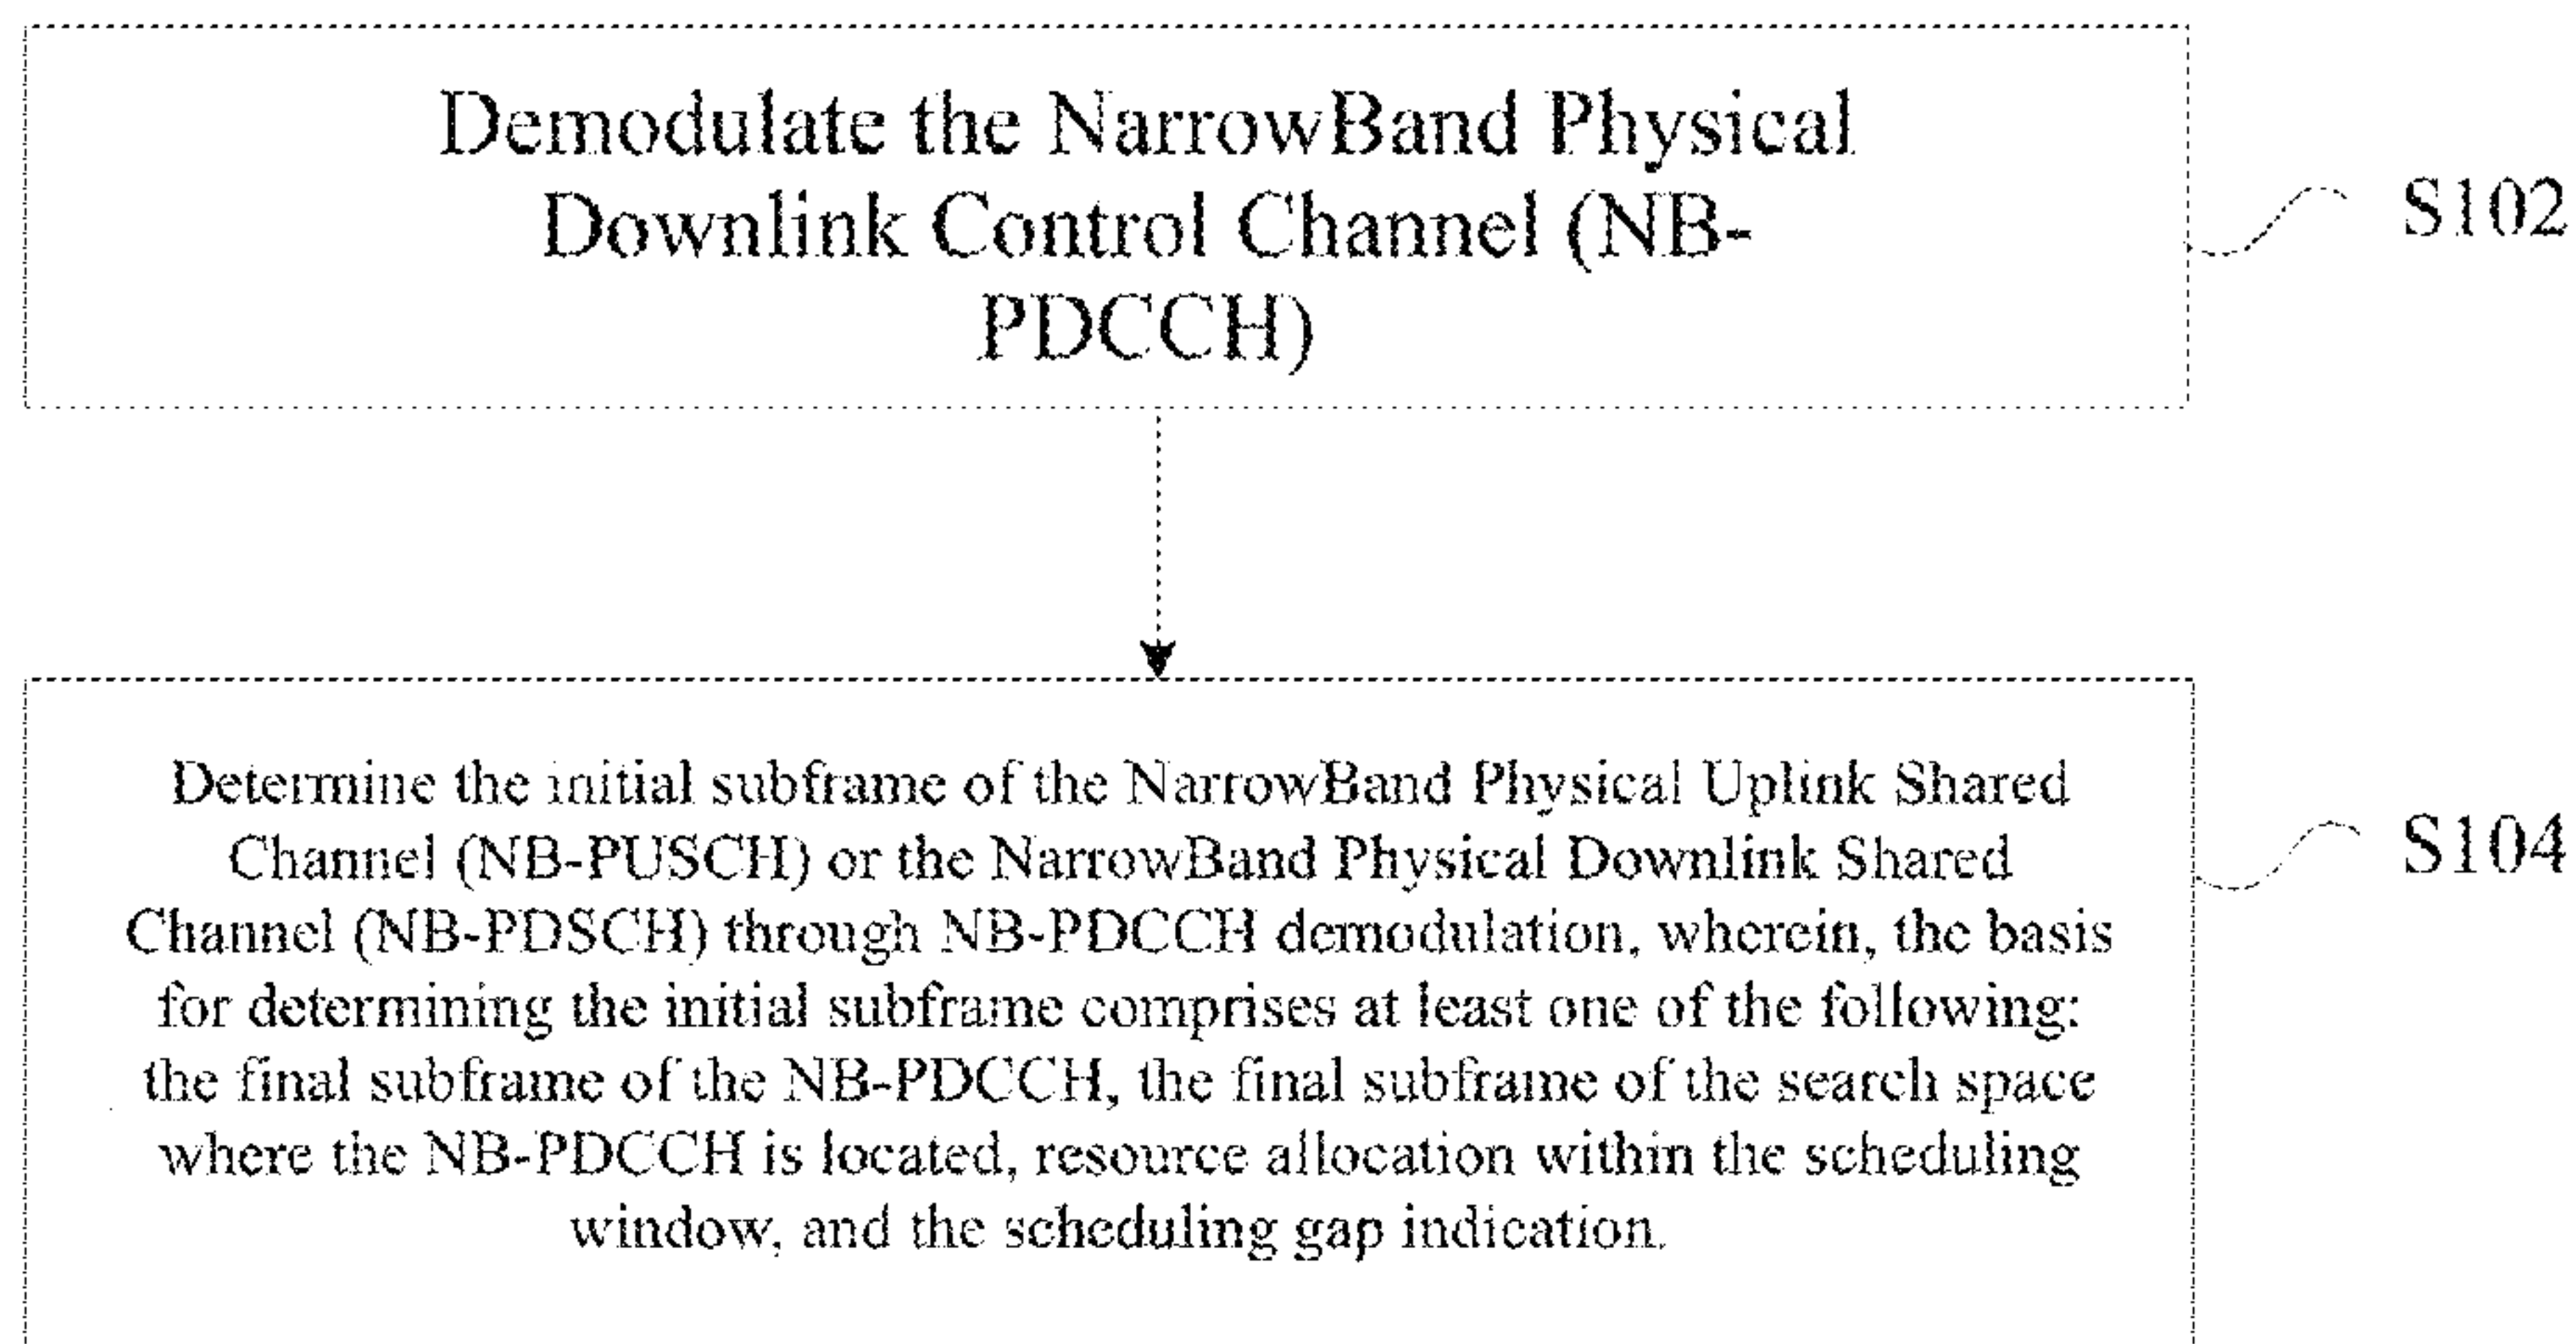 Demodulate the NarrowBand Physical
Downlink Control Channel (NB-
PDCCH)
S102
Determine the initial subframe of the NarrowBand Physical Uplink Shared
Channel (NB-PUSCH) or the NarrowBand Physical Downlink Shared
Channel (NB-PDSCH) through NB-PDCCH demodulation, wherein, the basis
for determining the initial subframe comprises at least one of the following:
the final subframe of the NB-PDCCH, the final subframe of the search space
where the NB-PDCCH is located, resource allocation within the scheduling
window, and the scheduling gap indication.
S104